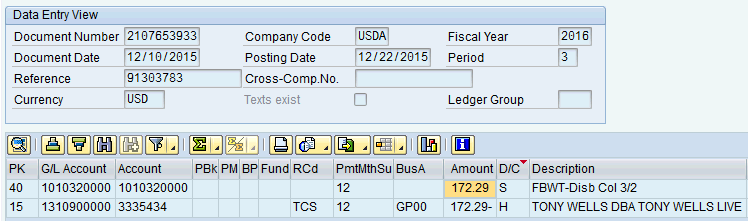 Data Entry View
Document Number 2107653933 Company Code USDA Fiscal Year 2016
Document Date 12/10/2015 Posting Date 12/22/2015 Period 3
Reference 91303783 Cross-Comp.No.
Currency USD Texts exist Ledger Group
PK G/L Account Account PBk PM BP Fund RCd PmtMthSu BusA Amount D/C Description
40 1010320000 1010320000 12 172.29 S FBWT-Disb Col 3/2
15 1310900000 3335434 TCS 12 GP00 172.29- H TONY WELLS DBA TONY WELLS LIVE